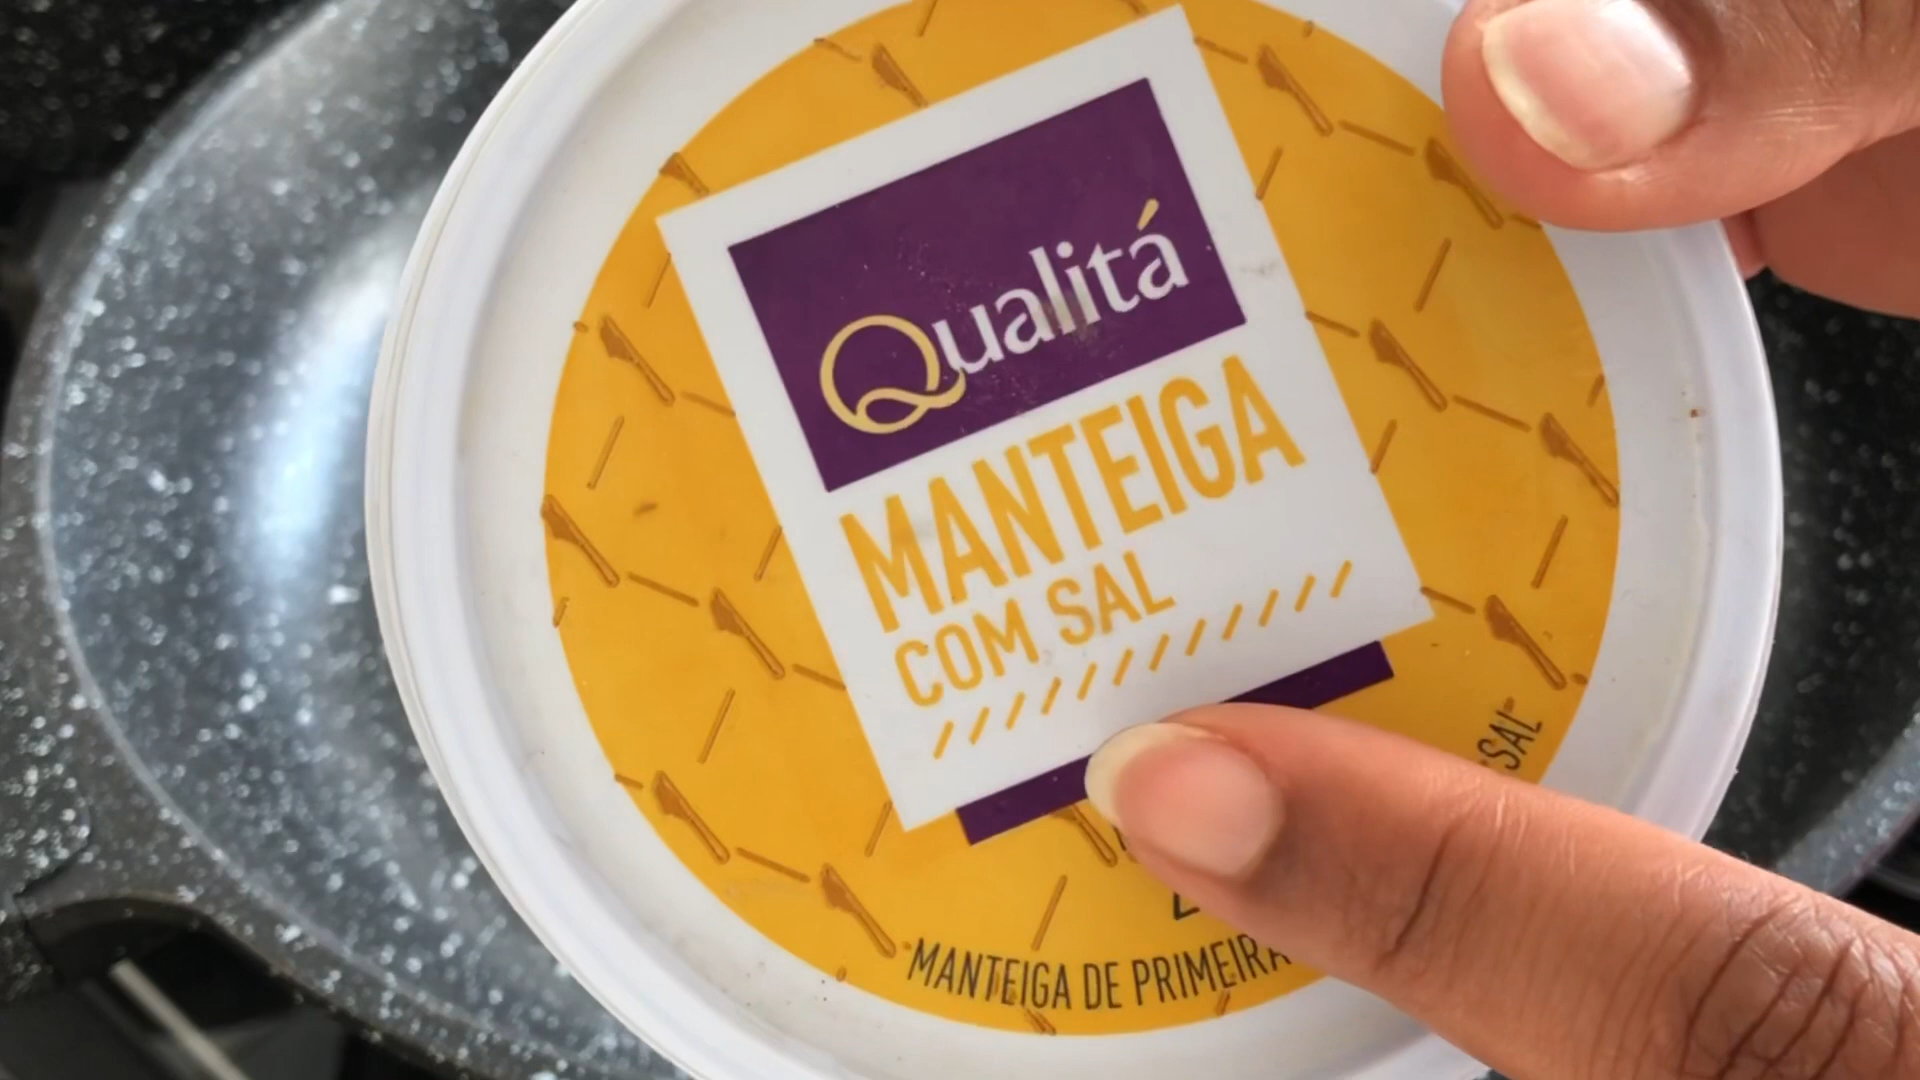 Qualitá
MANTEIGA
COM SAL
MANTEIGA DE PRIMEIRA
SAL